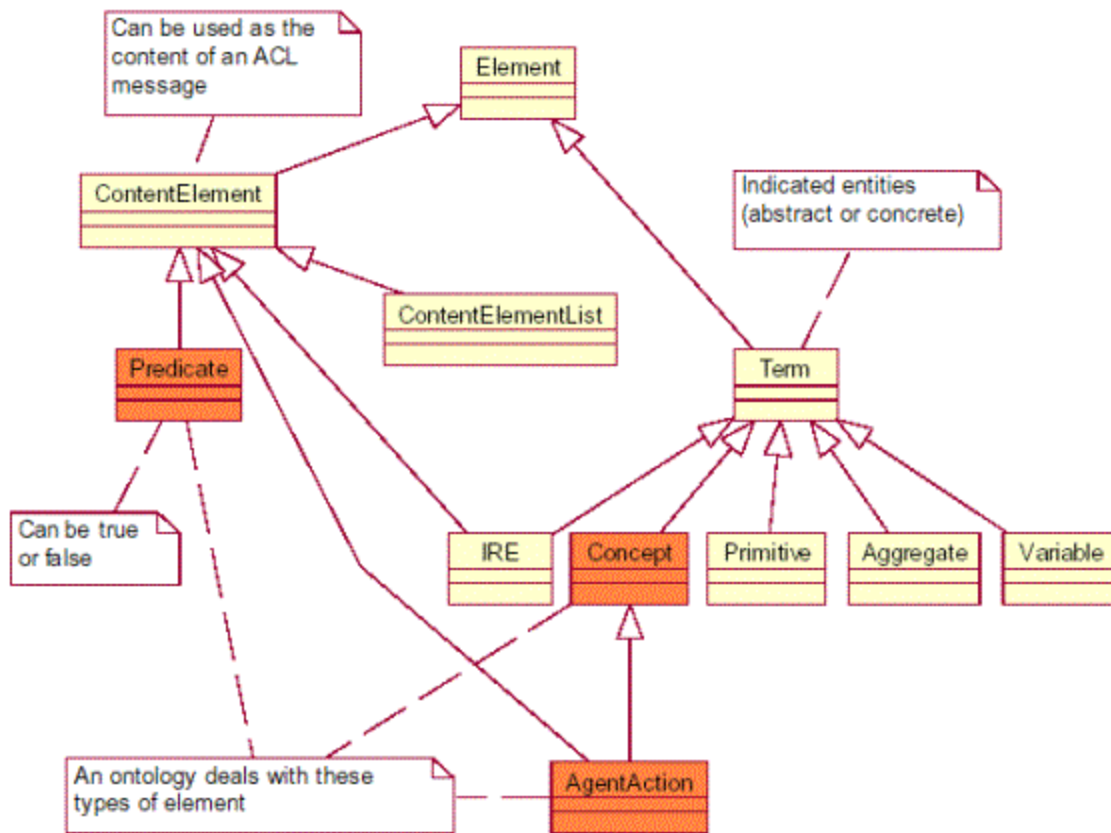 Can be used as the
content of an ACL
message
Element
ContentElement
Indicated entities
(abstract or concrete)
ContentElementList
Predicate
Term
Can be true
or false
IRE
Concept
Primitive
Aggregate
Variable
An ontology deals with these
types of element
AgentAction